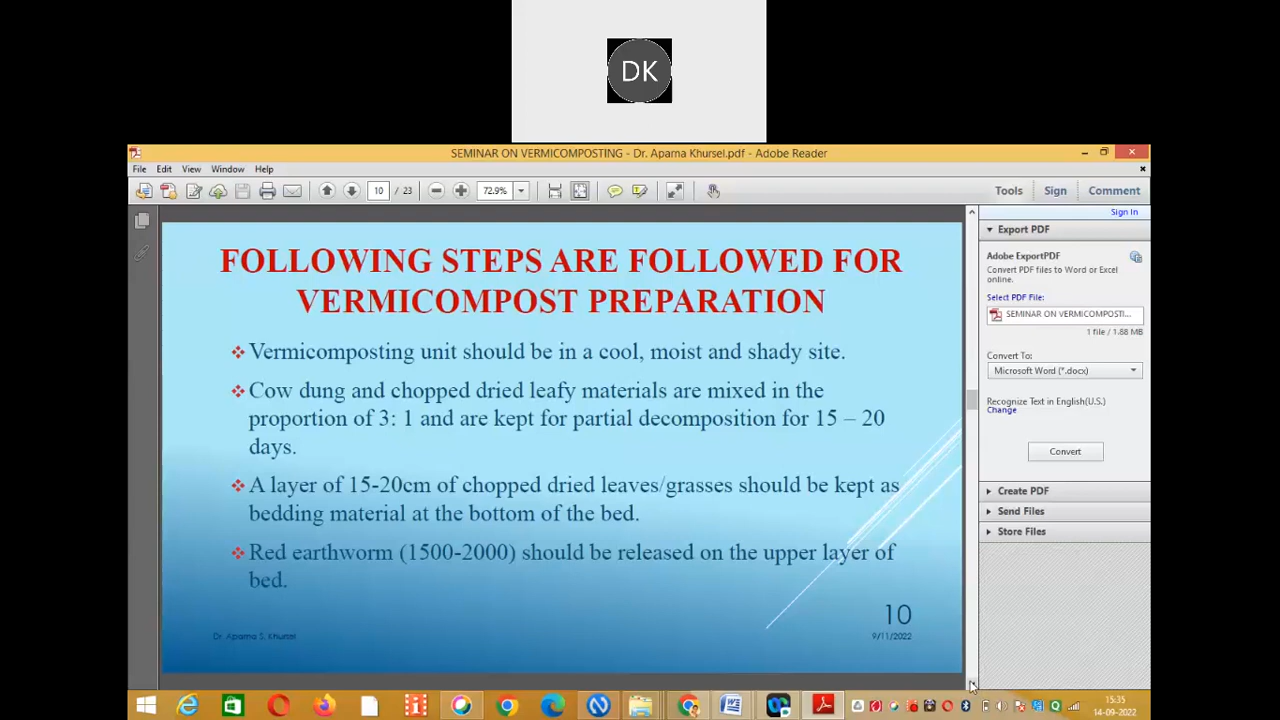 DK
SEMINAR ON VERMICOMPOSTING - Dr. Aparna Khursel.pdf - Adobe Reader
File Edit View Window Help
10 / 23 72.9% Tools Sign Comment
Sign In
Export PDF
Adobe ExportPDF
Convert PDF files to Word or Excel
online.
Select PDF File:
SEMINAR ON VERMICOMPOSTI...
1 file / 1.88 MB
Convert To:
Microsoft Word (*.docx)
Recognize Text in English(U.S.)
Change
Convert
Create PDF
Send Files
Store Files
FOLLOWING STEPS ARE FOLLOWED FOR
VERMICOMPOST PREPARATION
Vermicomposting unit should be in a cool, moist and shady site.
Cow dung and chopped dried leafy materials are mixed in the
proportion of 3: 1 and are kept for partial decomposition for 15 – 20
days.
A layer of 15-20cm of chopped dried leaves/grasses should be kept as
bedding material at the bottom of the bed.
Red earthworm (1500-2000) should be released on the upper layer of
bed.
Dr. Aparna S. Khursel
10
9/11/2022
15:35
14-09-2022